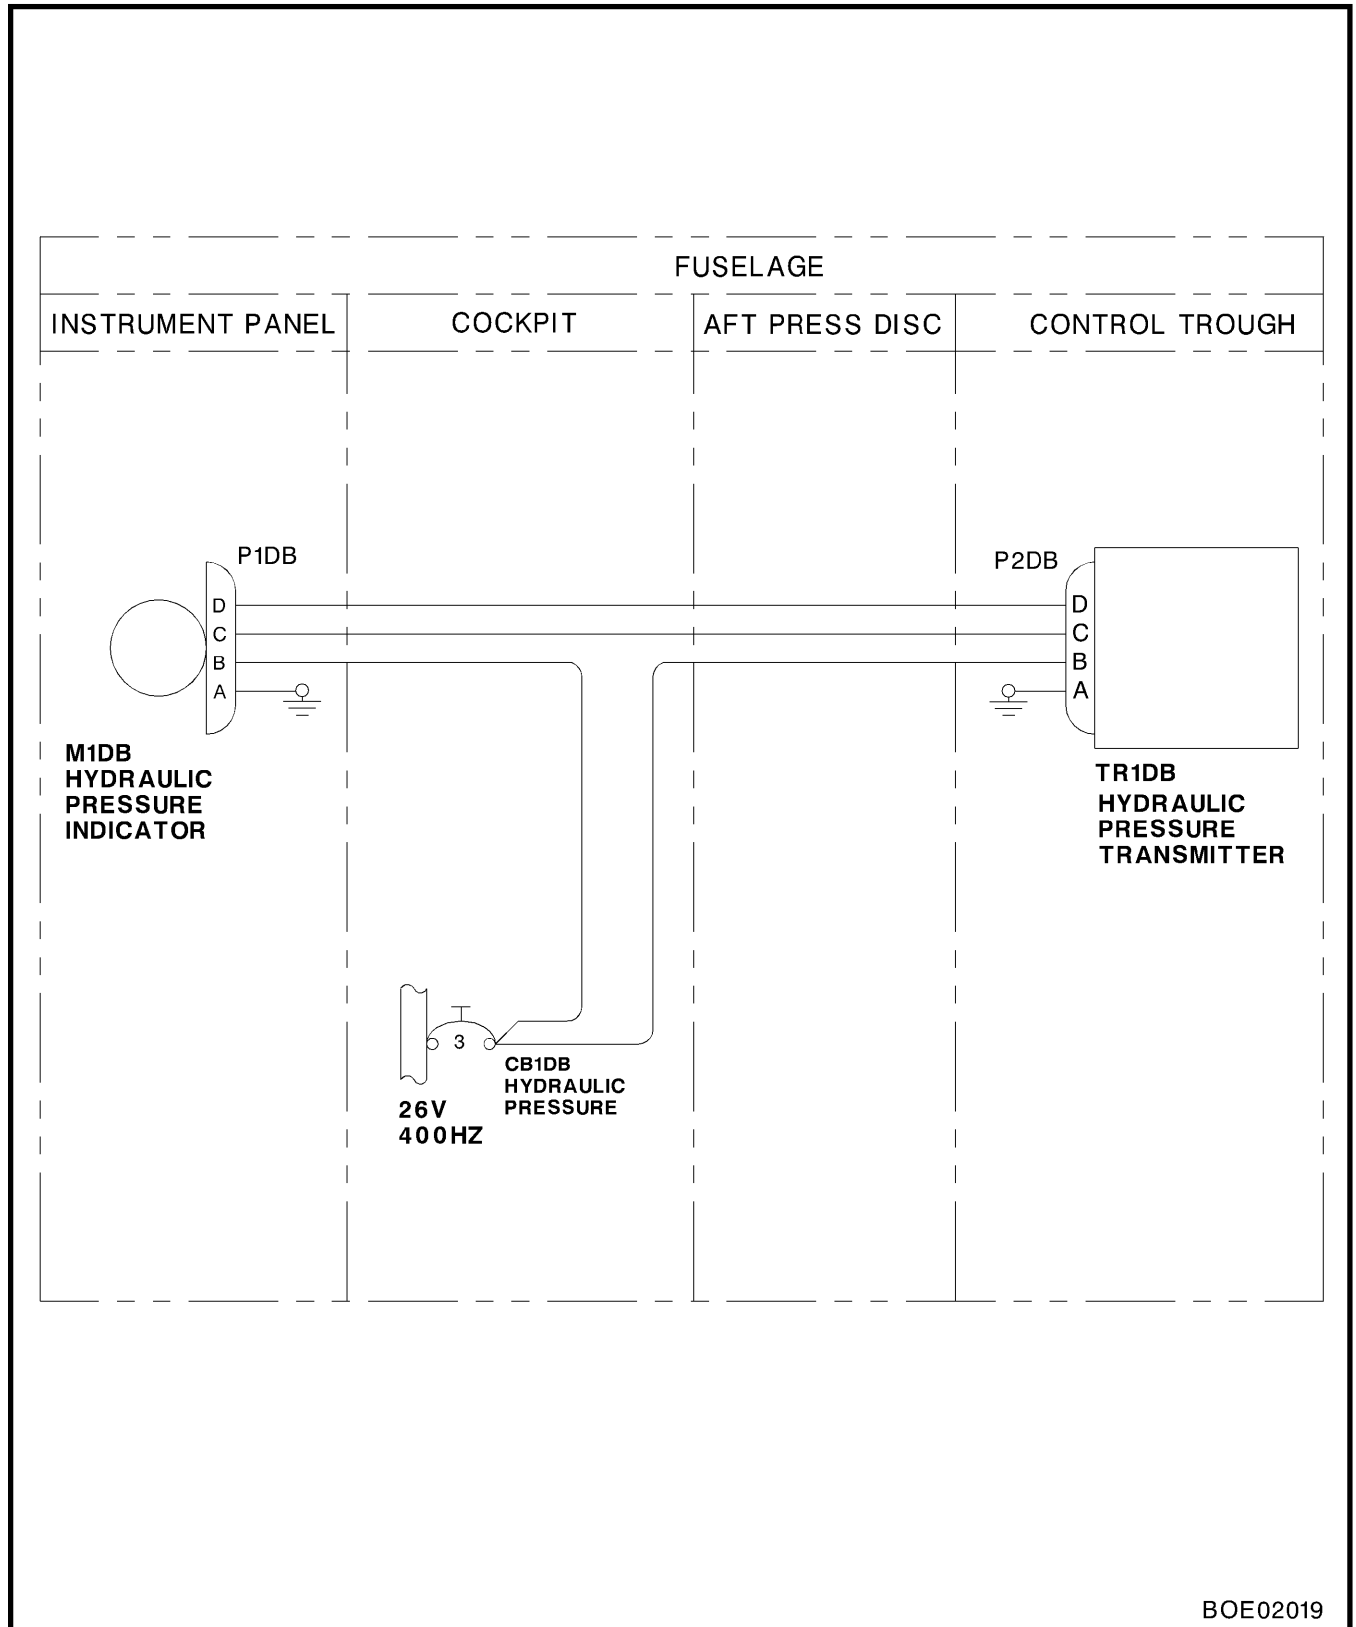 FUSELAGE
INSTRUMENT PANEL
COCKPIT
AFT PRESS DISC
CONTROL TROUGH
P1DB
D
C
B
A
M1DB
HYDRAULIC
PRESSURE
INDICATOR
P2DB
D
C
B
A
TR1DB
HYDRAULIC
PRESSURE
TRANSMITTER
3
CB1DB
HYDRAULIC
PRESSURE
26V
400HZ
BOE02019